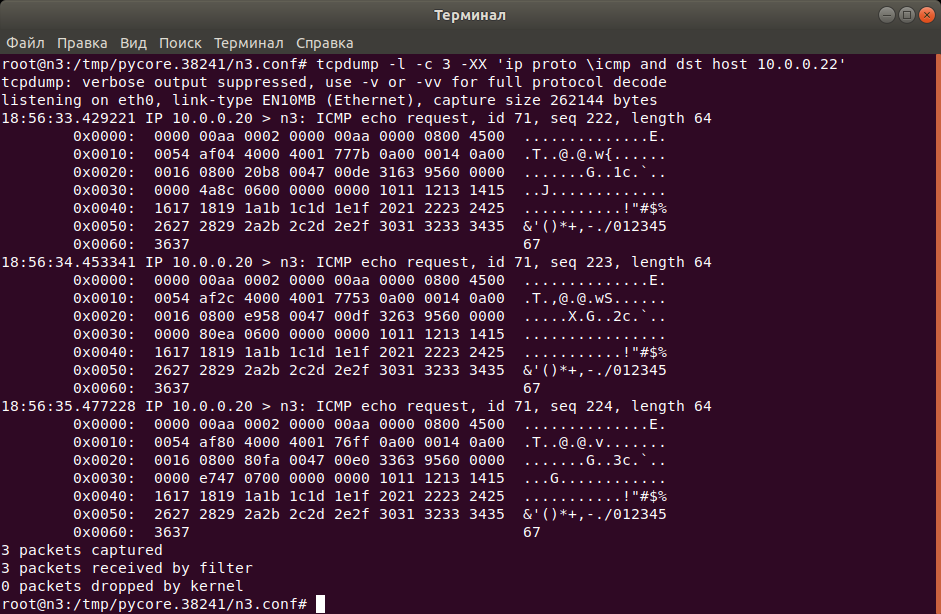 Терминал
Файл Правка Вид Поиск Терминал Справка
root@n3:/tmp/pycore.38241/n3.conf# tcpdump -l -c 3 -XX 'ip proto \icmp and dst host 10.0.0.22'
tcpdump: verbose output suppressed, use -v or -vv for full protocol decode
listening on eth0, link-type EN10MB (Ethernet), capture size 262144 bytes
18:56:33.429221 IP 10.0.0.20 > n3: ICMP echo request, id 71, seq 222, length 64
        0x0000:  0000 00aa 0002 0000 00aa 0000 0800 4500  ..............E.
        0x0010:  0054 af04 4000 4001 777b 0a00 0014 0a00  .T..@.@.w{......
        0x0020:  0016 0800 20b8 0047 00de 3163 9560 0000  .......G..1c.`..
        0x0030:  0000 4a8c 0600 0000 0000 1011 1213 1415  ..J.............
        0x0040:  1617 1819 1a1b 1c1d 1e1f 2021 2223 2425  ...........!"#$%
        0x0050:  2627 2829 2a2b 2c2d 2e2f 3031 3233 3435  &'()*+,-./012345
        0x0060:  3637                                     67
18:56:34.453341 IP 10.0.0.20 > n3: ICMP echo request, id 71, seq 223, length 64
        0x0000:  0000 00aa 0002 0000 00aa 0000 0800 4500  ..............E.
        0x0010:  0054 af2c 4000 4001 7753 0a00 0014 0a00  .T.,@.@.wS......
        0x0020:  0016 0800 e958 0047 00df 3263 9560 0000  .....X.G..2c.`..
        0x0030:  0000 80ea 0600 0000 0000 1011 1213 1415  ................
        0x0040:  1617 1819 1a1b 1c1d 1e1f 2021 2223 2425  ...........!"#$%
        0x0050:  2627 2829 2a2b 2c2d 2e2f 3031 3233 3435  &'()*+,-./012345
        0x0060:  3637                                     67
18:56:35.477228 IP 10.0.0.20 > n3: ICMP echo request, id 71, seq 224, length 64
        0x0000:  0000 00aa 0002 0000 00aa 0000 0800 4500  ..............E.
        0x0010:  0054 af80 4000 4001 76ff 0a00 0014 0a00  .T..@.@.v.......
        0x0020:  0016 0800 80fa 0047 00e0 3363 9560 0000  .......G..3c.`..
        0x0030:  0000 e747 0700 0000 0000 1011 1213 1415  ...G............
        0x0040:  1617 1819 1a1b 1c1d 1e1f 2021 2223 2425  ...........!"#$%
        0x0050:  2627 2829 2a2b 2c2d 2e2f 3031 3233 3435  &'()*+,-./012345
        0x0060:  3637                                     67
3 packets captured
3 packets received by filter
0 packets dropped by kernel
root@n3:/tmp/pycore.38241/n3.conf#